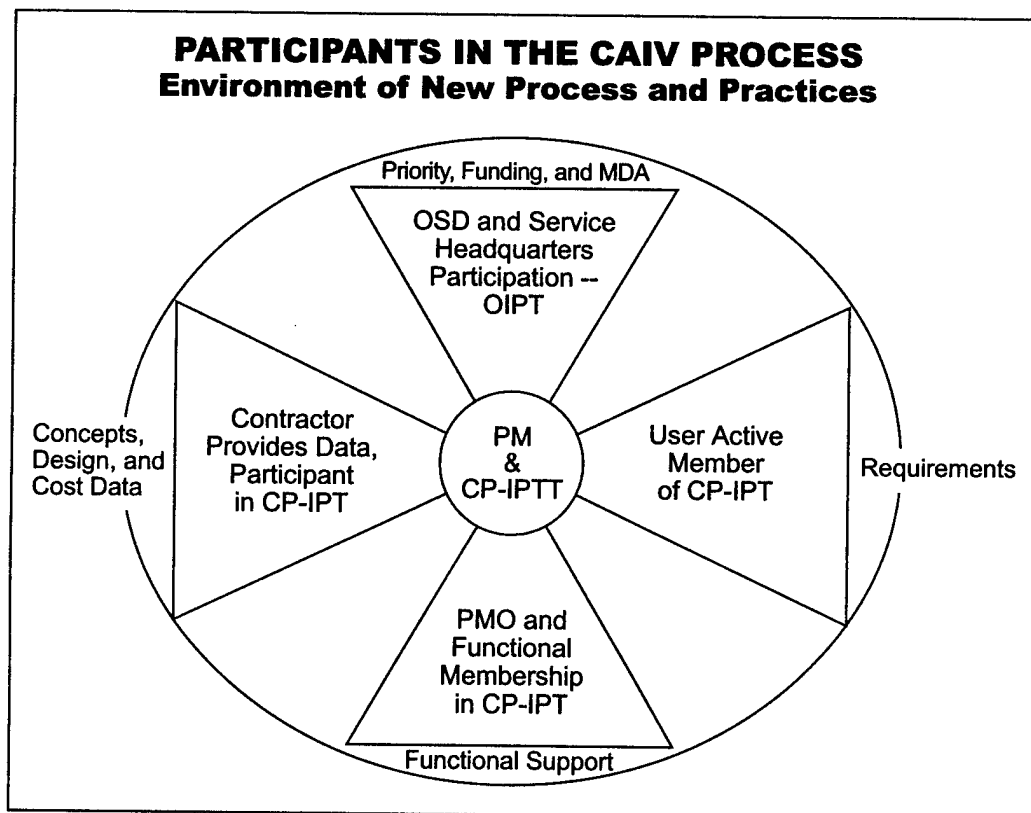 PARTICIPANTS IN THE CAIV PROCESS
Environment of New Process and Practices
Priority, Funding, and MDA
OSD and Service
Headquarters
Participation --
OIPT
Concepts,
Design, and
Cost Data
Contractor
Provides Data,
Participant
in CP-IPT
PM
&
CP-IPTT
User Active
Member
of CP-IPT
Requirements
PMO and
Functional
Membership
in CP-IPT
Functional Support